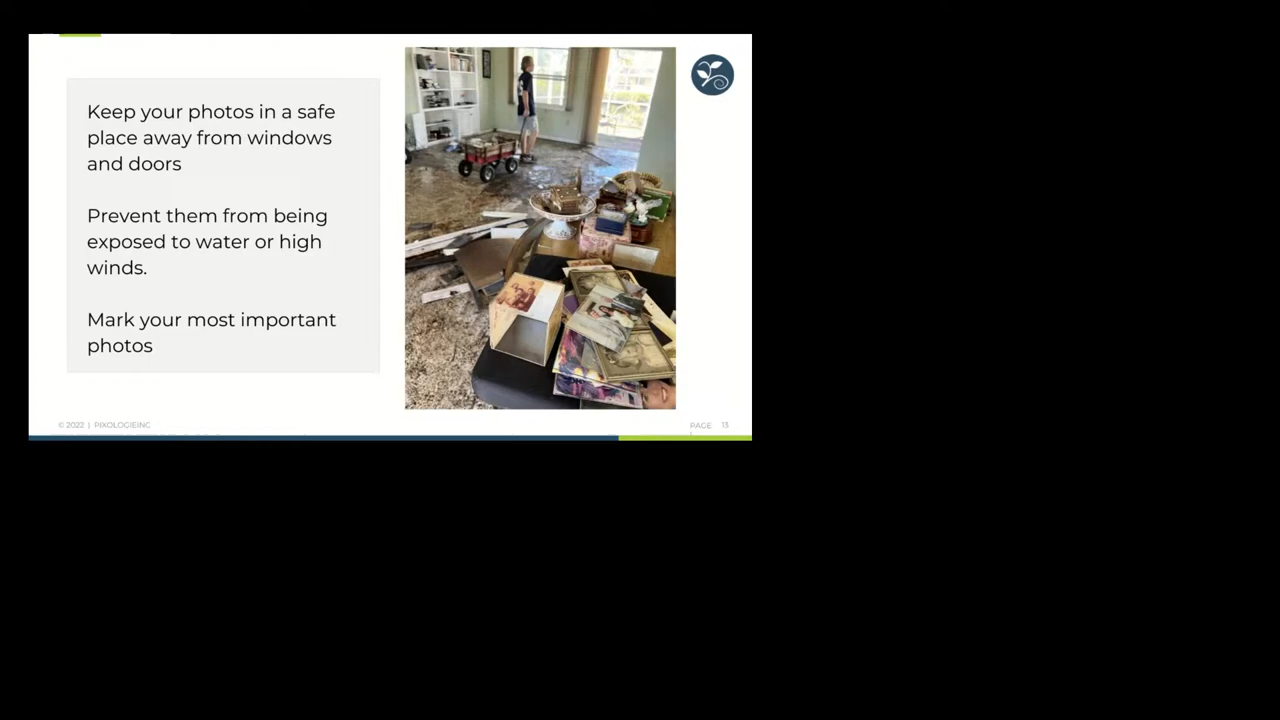 Keep your photos in a safe
place away from windows
and doors
Prevent them from being
exposed to water or high
winds.
Mark your most important
photos
© 2022 | PIXOLOGIEINC
PAGE 13